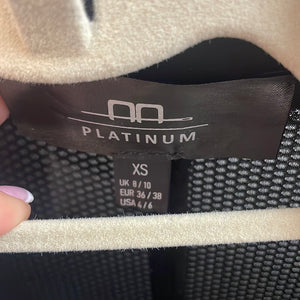 PLATINUM
XS
UK 8 / 10
EUR 36 / 38
USA 4 / 6